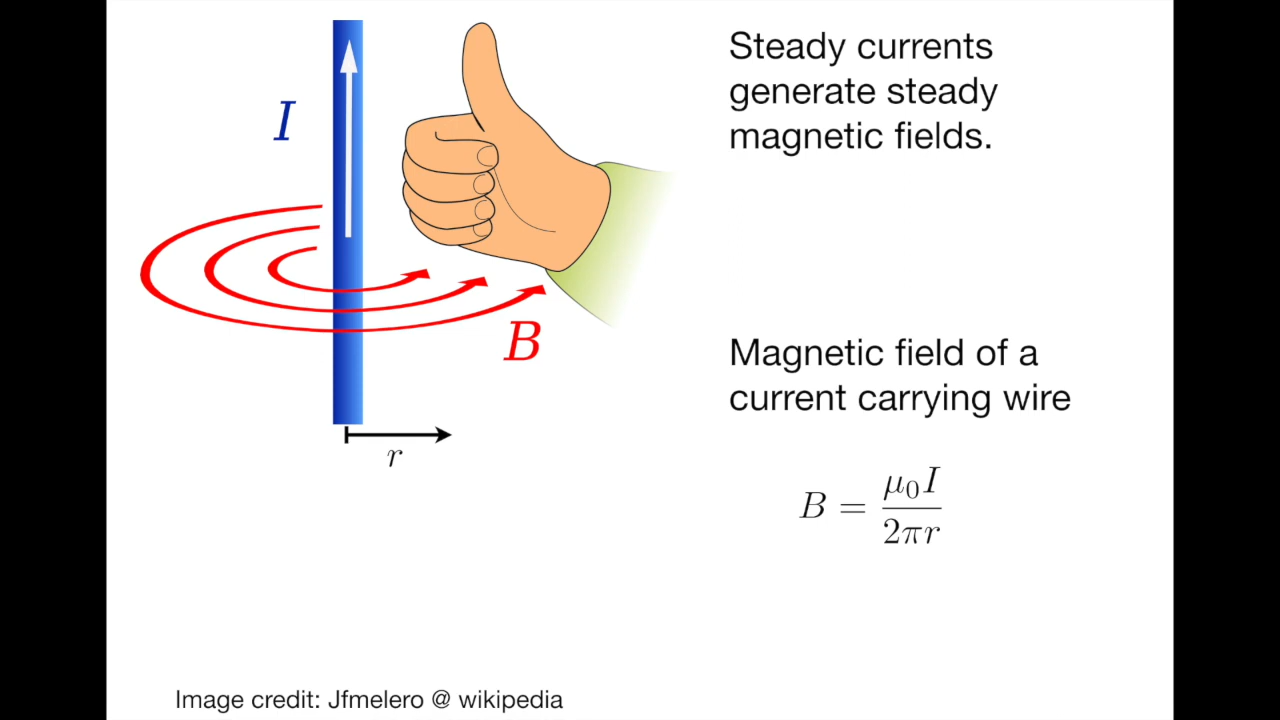 I
B
r
Steady currents
generate steady
magnetic fields.
Magnetic field of a
current carrying wire
B = μ₀I / 2πr
Image credit: Jfmelero @ wikipedia